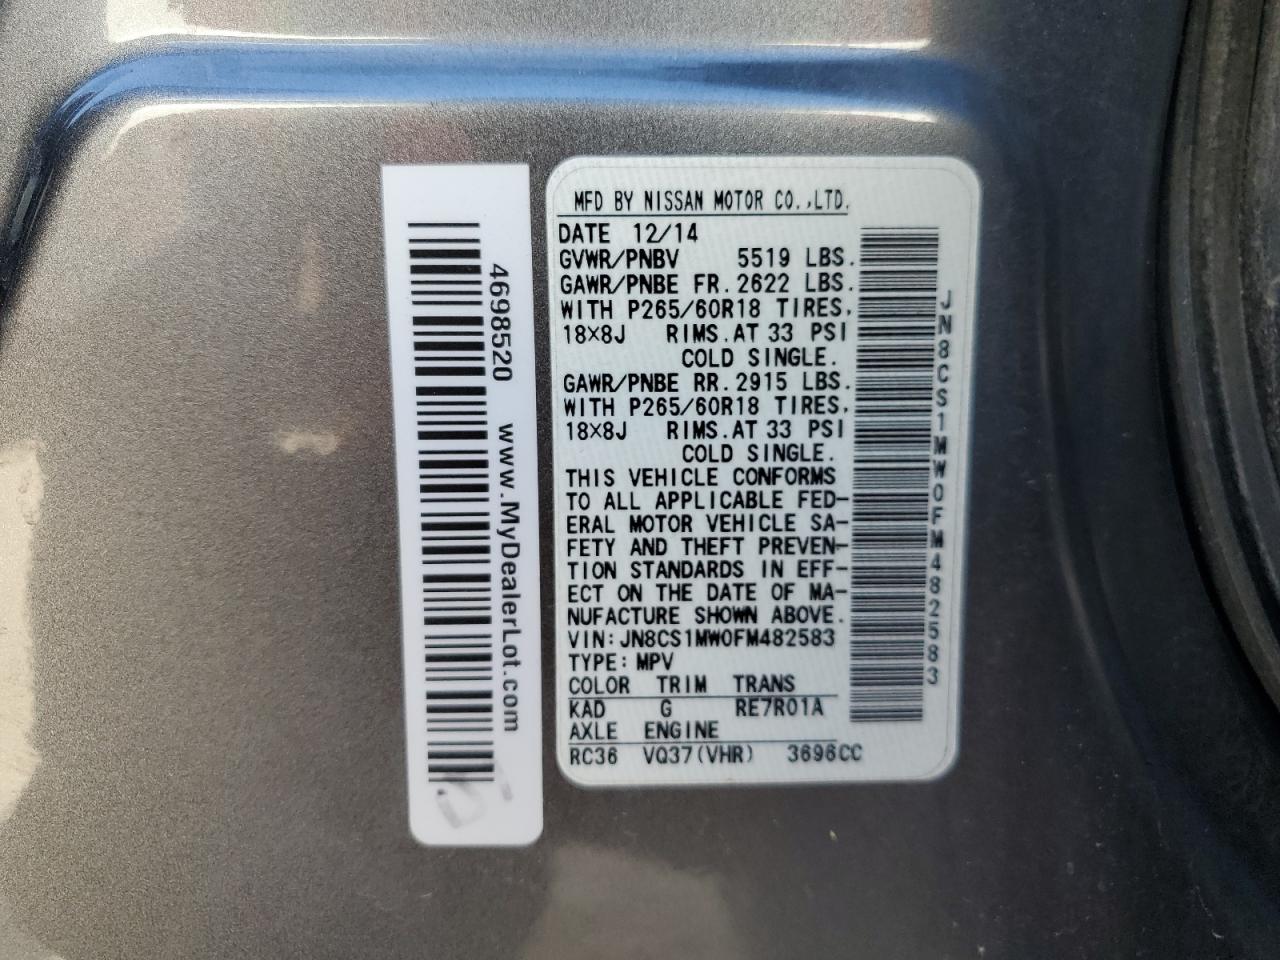 4698520 www.MyDealerLot.com
MFD BY NISSAN MOTOR CO.,LTD.
DATE 12/14
GVWR/PNBV 5519 LBS.
GAWR/PNBE FR.2622 LBS.
WITH P265/60R18 TIRES,
18×8J RIMS.AT 33 PSI
COLD SINGLE.
GAWR/PNBE RR.2915 LBS.
WITH P265/60R18 TIRES,
18×8J RIMS.AT 33 PSI
COLD SINGLE.
THIS VEHICLE CONFORMS
TO ALL APPLICABLE FED-
ERAL MOTOR VEHICLE SA-
FETY AND THEFT PREVEN-
TION STANDARDS IN EFF-
ECT ON THE DATE OF MA-
NUFACTURE SHOWN ABOVE.
VIN:JN8CS1MW0FM482583
TYPE:MPV
COLOR TRIM TRANS
KAD G RE7R01A
AXLE ENGINE
RC36 VQ37(VHR) 3696CC
JN8CS1MW0FM482583